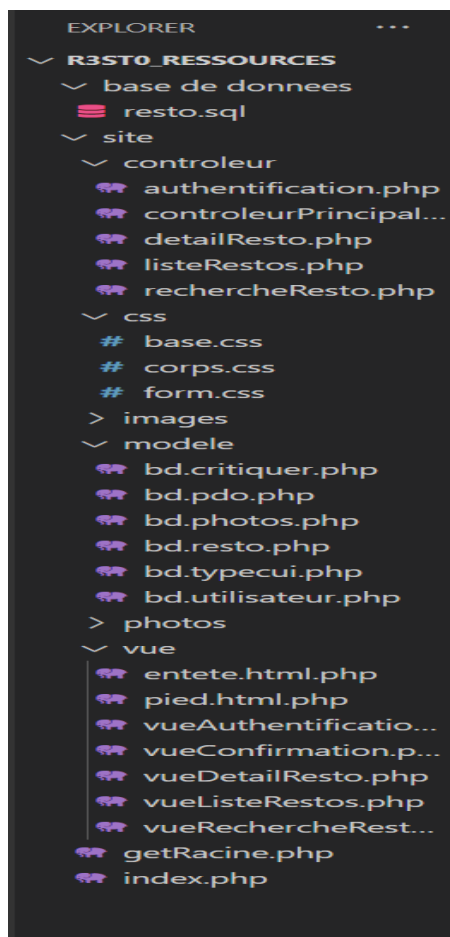 EXPLORER ...
R3ST0_RESSOURCES
base de donnees
resto.sql
site
controleur
authentification.php
controleurPrincipal...
detailResto.php
listeRestos.php
rechercheResto.php
css
# base.css
# corps.css
# form.css
images
modele
bd.critiquer.php
bd.pdo.php
bd.photos.php
bd.resto.php
bd.typecui.php
bd.utilisateur.php
photos
vue
entete.html.php
pied.html.php
vueAuthentificatio...
vueConfirmation.p...
vueDetailResto.php
vueListeRestos.php
vueRechercheRest...
getRacine.php
index.php